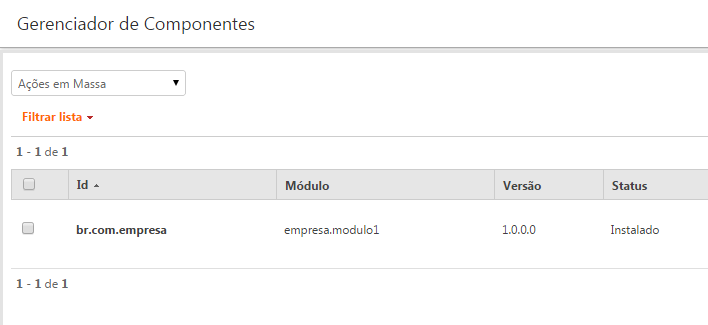 Gerenciador de Componentes
Ações em Massa
Filtrar lista
1 - 1 de 1
Id Módulo Versão Status
br.com.empresa empresa.modulo1 1.0.0.0 Instalado
1 - 1 de 1